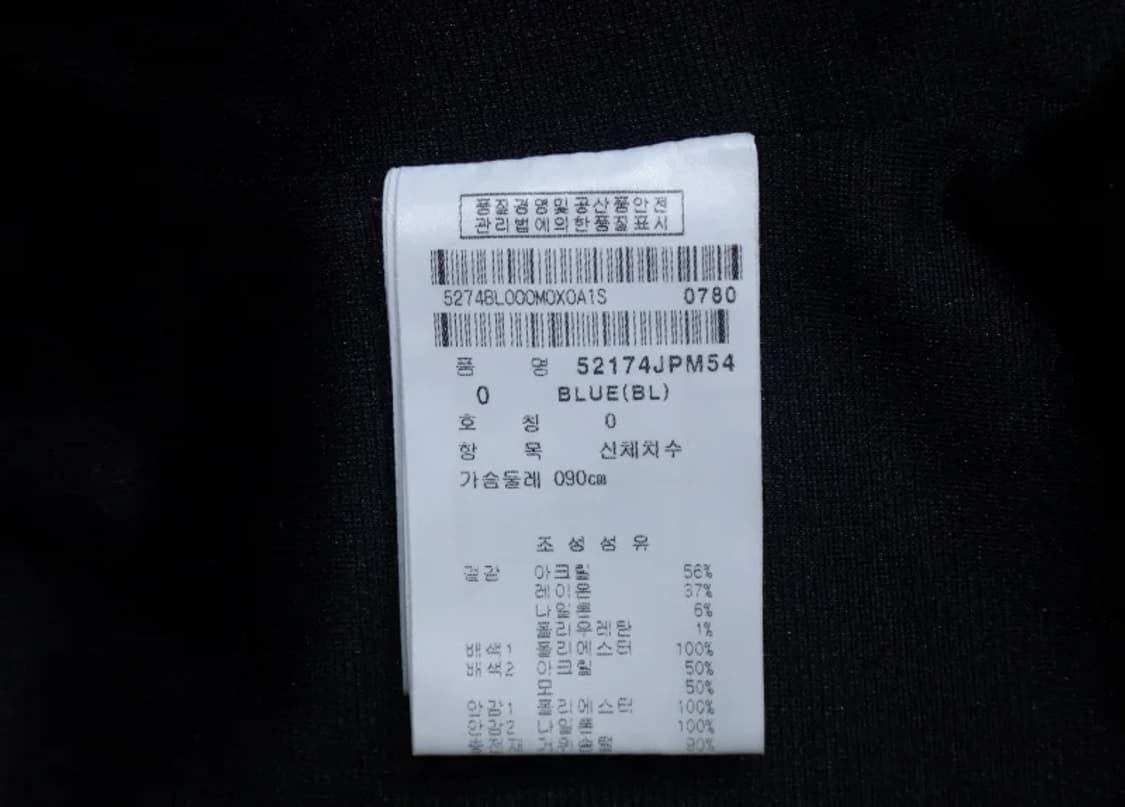 품질경영및공산품안전
관리법에의한품질표시
5274BL000M0X0A1S 0780
품 명 52174JPM54
0 BLUE(BL)
호 칭 0
항 목 신체치수
가슴둘레 090cm
조성섬유
겉감 아크릴 56%
레이온 37%
나일론 6%
폴리우레탄 1%
배색1 폴리에스터 100%
배색2 아크릴 50%
모 50%
안감1 폴리에스터 100%
안감2 나일론 100%